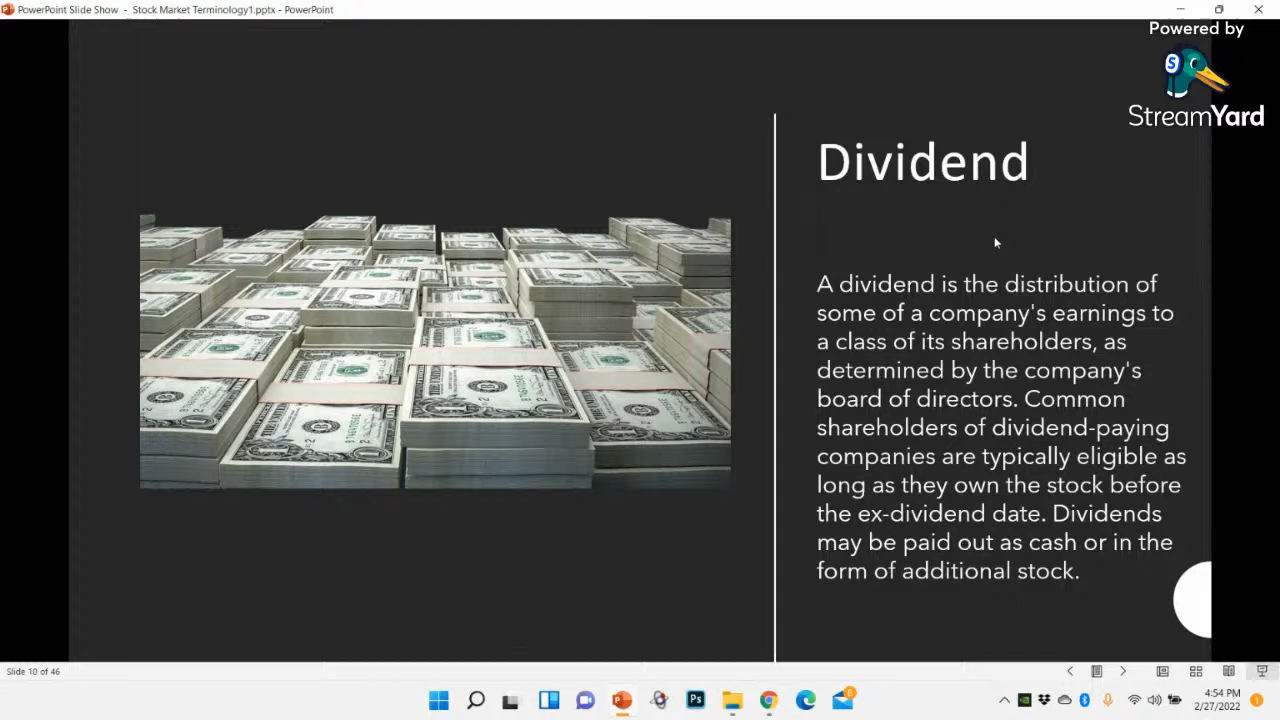 PowerPoint Slide Show - Stock Market Terminology1.pptx - PowerPoint
Powered by
S
StreamYard
Dividend
A dividend is the distribution of
some of a company's earnings to
a class of its shareholders, as
determined by the company's
board of directors. Common
shareholders of dividend-paying
companies are typically eligible as
long as they own the stock before
the ex-dividend date. Dividends
may be paid out as cash or in the
form of additional stock.
Slide 10 of 46
Ps
6
4:54 PM
2/27/2022
1